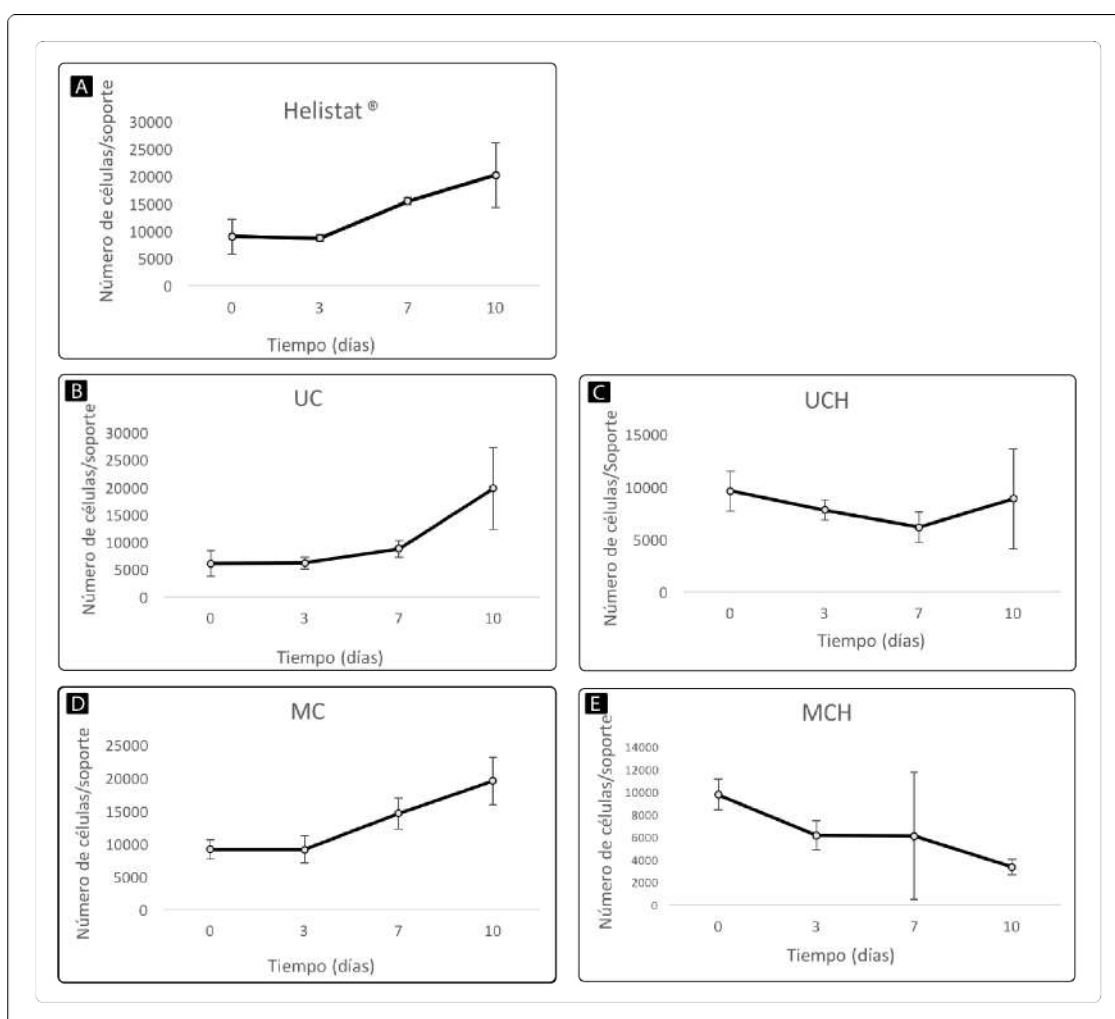 A
Helistat ®
Número de células/soporte
30000
25000
20000
15000
10000
5000
0
0 3 7 10
Tiempo (días)
B
UC
Número de células/soporte
30000
25000
20000
15000
10000
5000
0
0 3 7 10
Tiempo (días)
C
UCH
Número de células/Soporte
15000
10000
5000
0
0 3 7 10
Tiempo (días)
D
MC
Número de células/soporte
25000
20000
15000
10000
5000
0
0 3 7 10
Tiempo (días)
E
MCH
Número de células/soporte
14000
12000
10000
8000
6000
4000
2000
0
0 3 7 10
Tiempo (días)